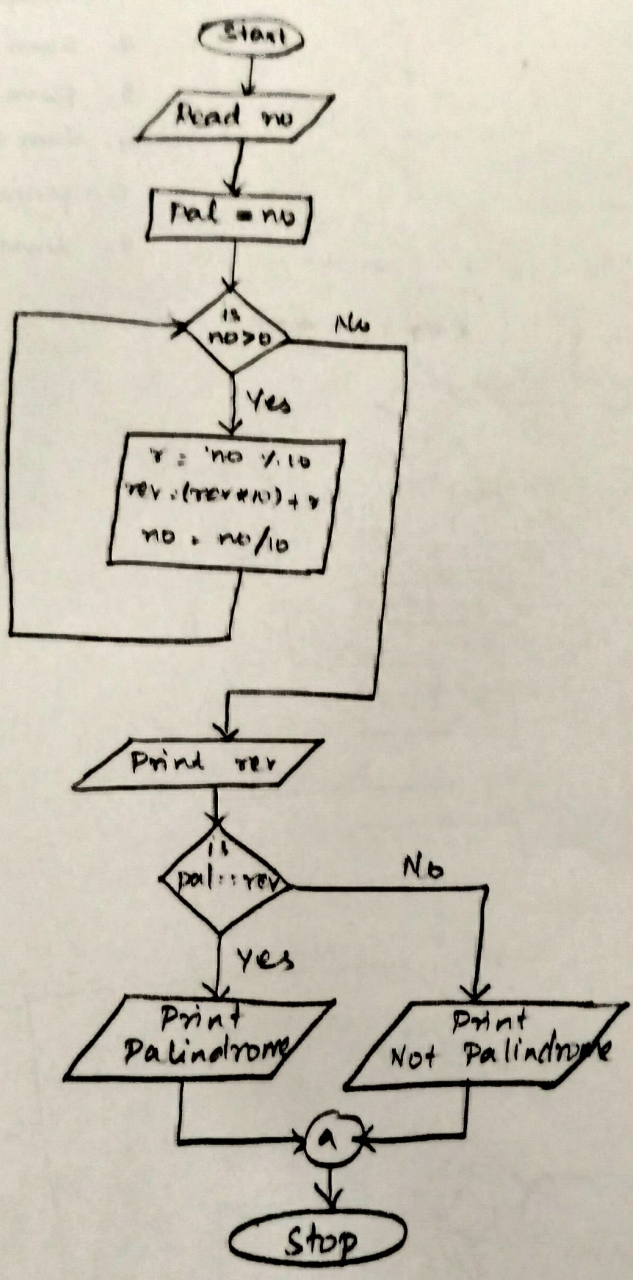 Start
Read no
Pal = no
is
no>0
No
Yes
r = no % 10
rev = (rev*10) + r
no = no/10
Print rev
is
pal==rev
No
Yes
Print
Palindrome
Print
Not Palindrome
a
Stop